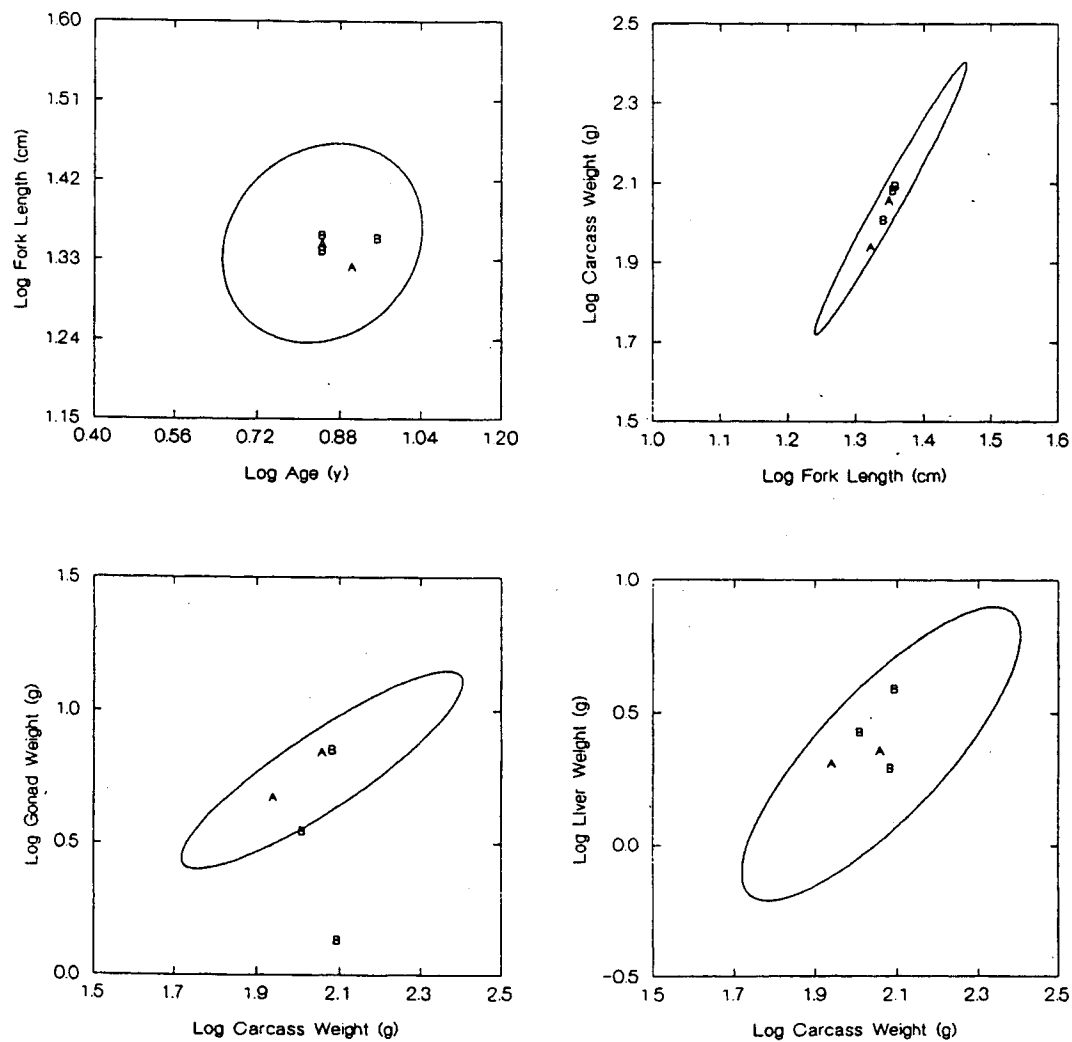 1.60
1.51
1.42
1.33
1.24
1.15
Log Fork Length (cm)
B
A
B
B
A
0.40 0.56 0.72 0.88 1.04 1.20
Log Age (y)
2.5
2.3
2.1
1.9
1.7
1.5
Log Carcass Weight (g)
B
B
A
B
A
1.0 1.1 1.2 1.3 1.4 1.5 1.6
Log Fork Length (cm)
1.5
1.0
0.5
0.0
Log Gonad Weight (g)
A B
A
B
B
1.5 1.7 1.9 2.1 2.3 2.5
Log Carcass Weight (g)
1.0
0.5
0.0
-0.5
Log Liver Weight (g)
B
B
A
A
B
1.5 1.7 1.9 2.1 2.3 2.5
Log Carcass Weight (g)